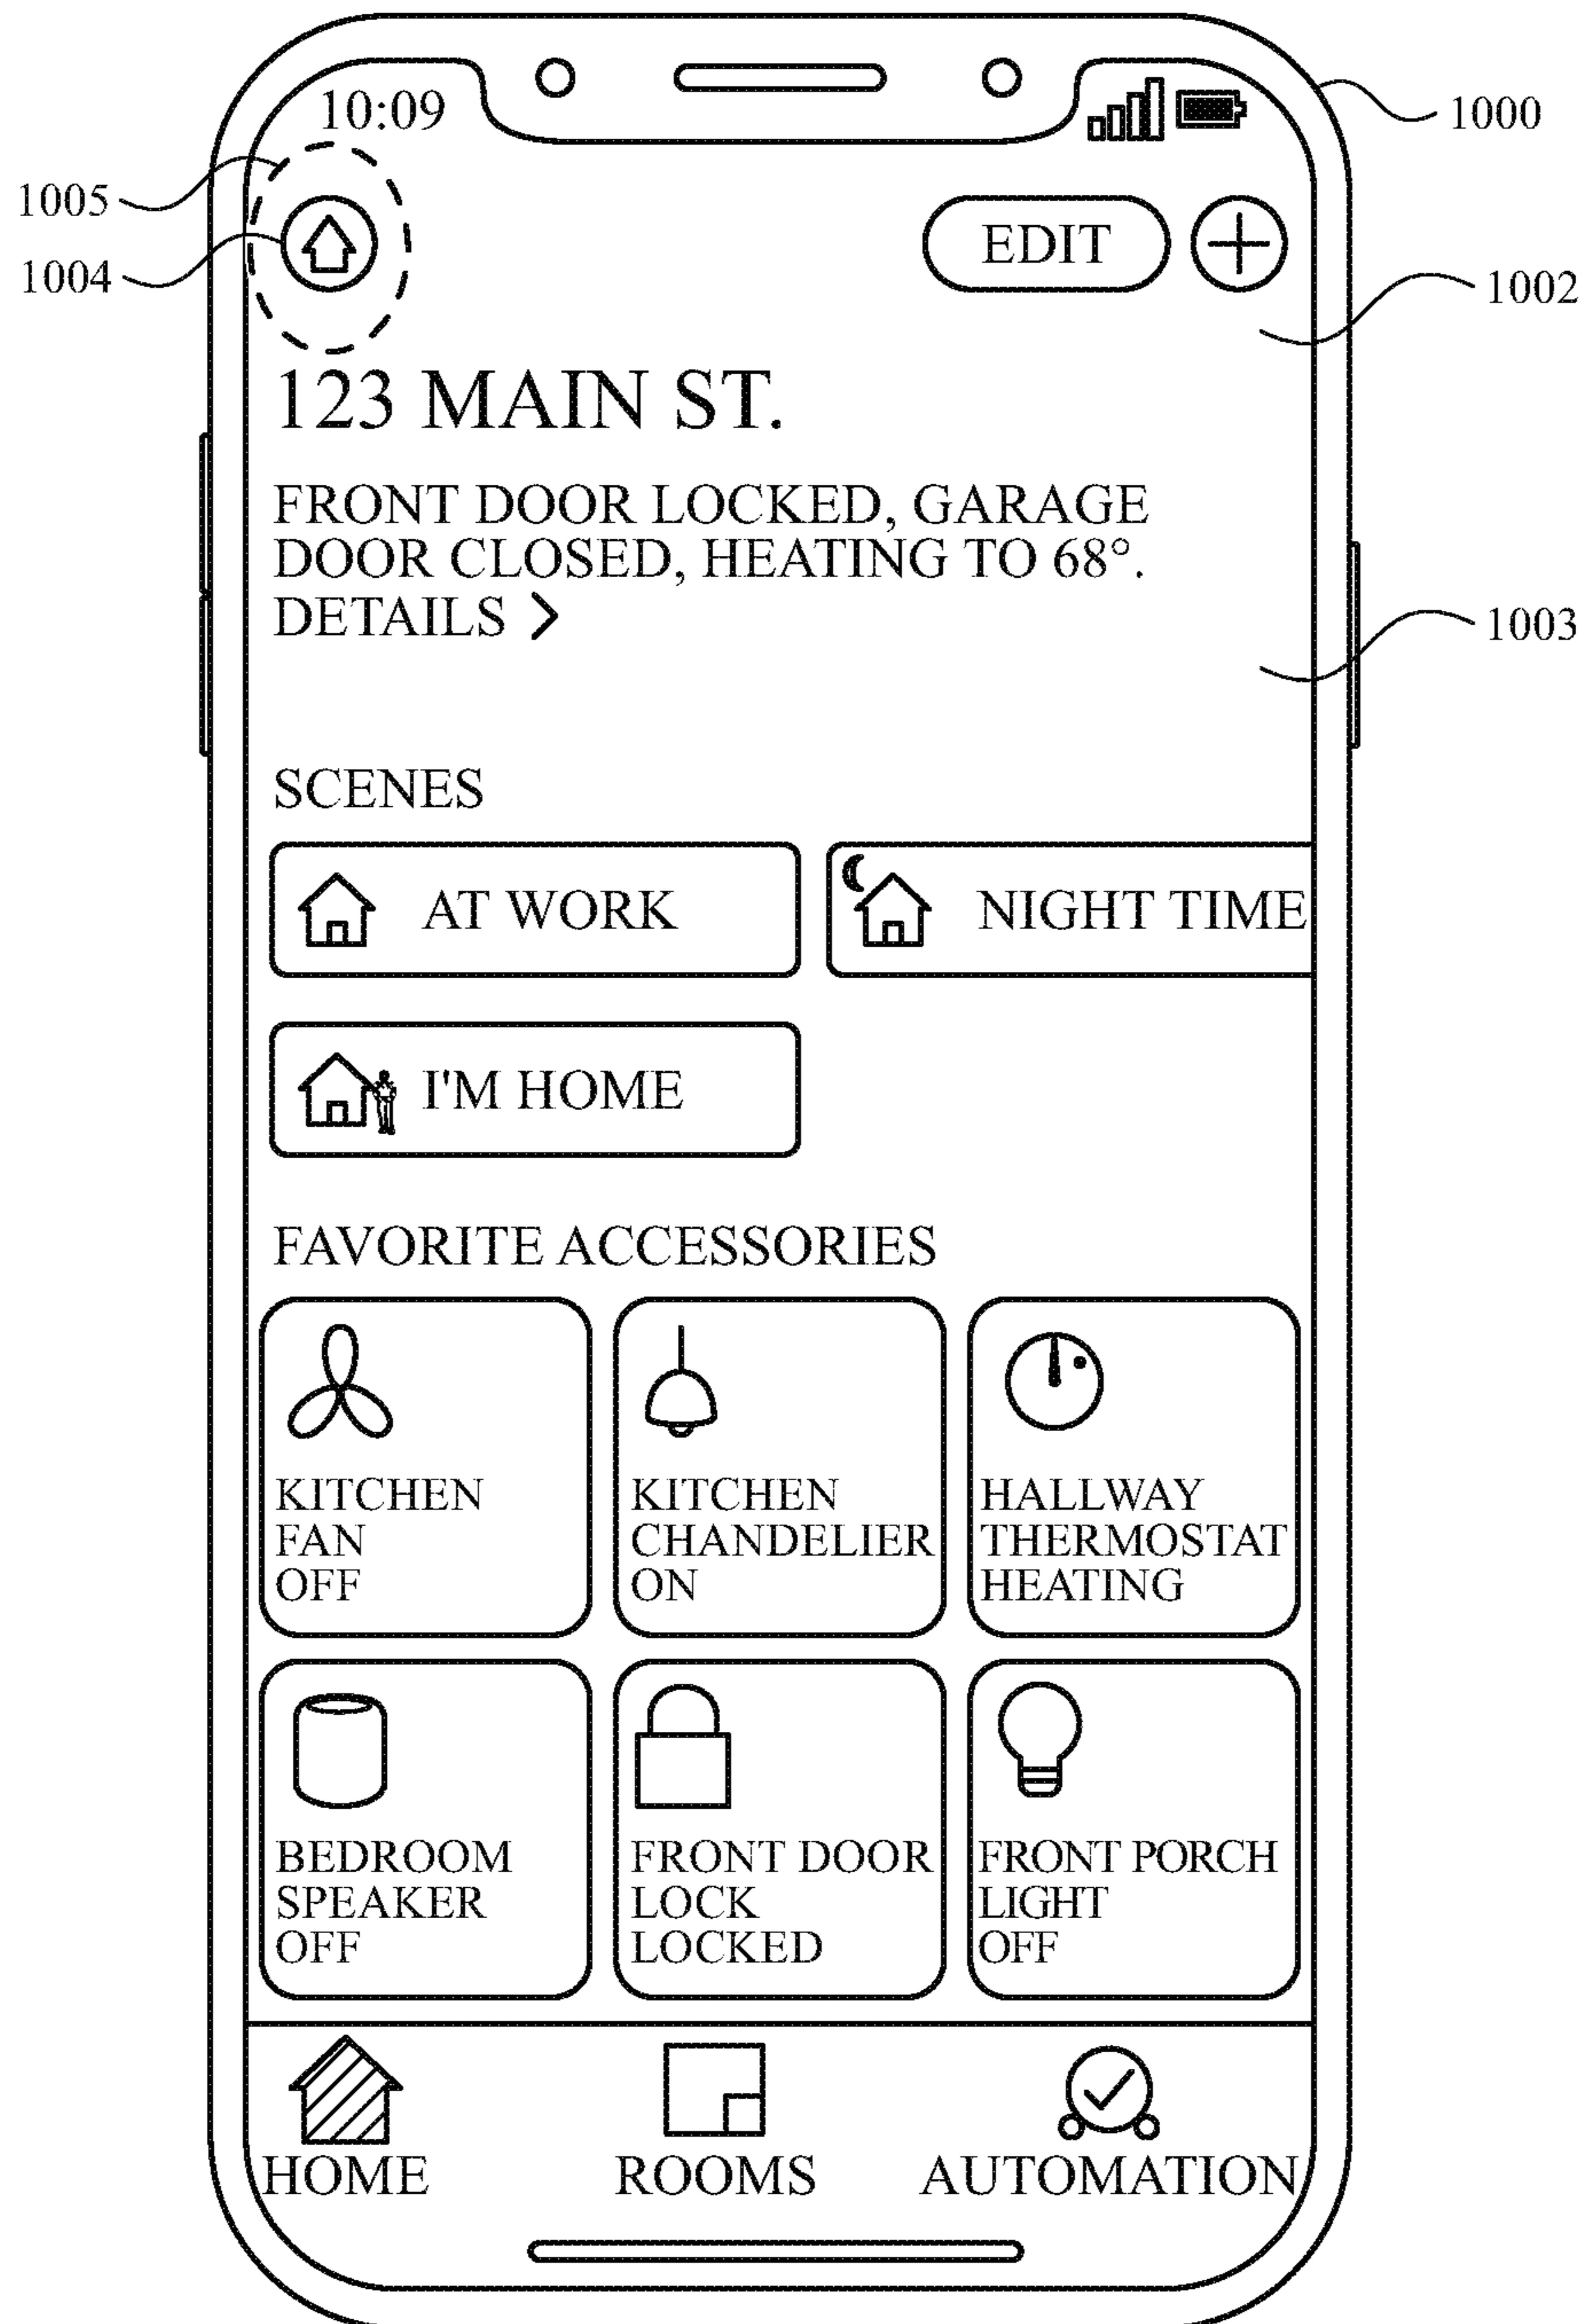 10:09
1000
1005
1004
EDIT
1002
123 MAIN ST.
FRONT DOOR LOCKED, GARAGE
DOOR CLOSED, HEATING TO 68°.
DETAILS >
1003
SCENES
AT WORK
NIGHT TIME
I'M HOME
FAVORITE ACCESSORIES
KITCHEN
FAN
OFF
KITCHEN
CHANDELIER
ON
HALLWAY
THERMOSTAT
HEATING
BEDROOM
SPEAKER
OFF
FRONT DOOR
LOCK
LOCKED
FRONT PORCH
LIGHT
OFF
HOME
ROOMS
AUTOMATION